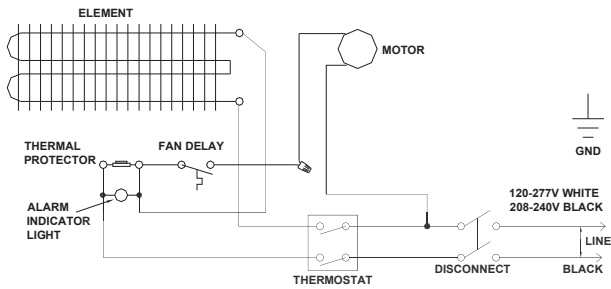 ELEMENT
MOTOR
THERMAL
PROTECTOR
FAN DELAY
GND
ALARM
INDICATOR
LIGHT
120-277V WHITE
208-240V BLACK
LINE
THERMOSTAT
DISCONNECT
BLACK